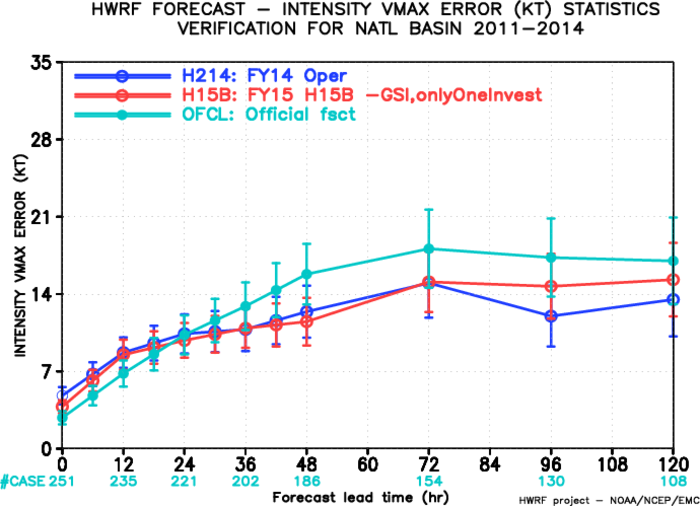 HWRF FORECAST – INTENSITY VMAX ERROR (KT) STATISTICS
VERIFICATION FOR NATL BASIN 2011–2014
H214: FY14 Oper
H15B: FY15 H15B –GSI,onlyOneInvest
OFCL: Official fsct
INTENSITY VMAX ERROR (KT)
35
28
21
14
7
0
0 12 24 36 48 60 72 84 96 108 120
#CASE 251 235 221 202 186 154 130 108
Forecast lead time (hr)
HWRF project – NOAA/NCEP/EMC